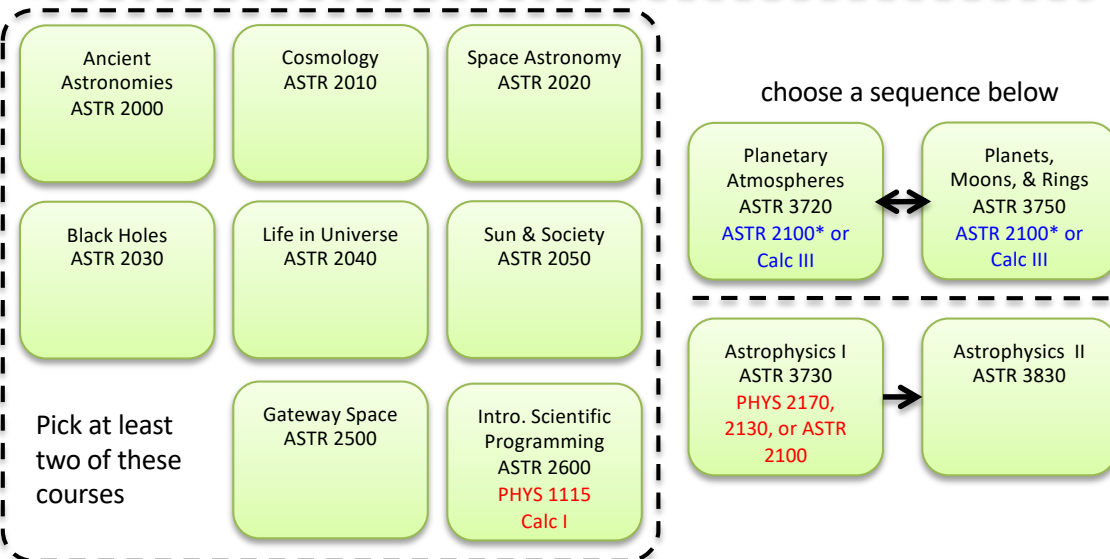 Ancient
Astronomies
ASTR 2000
Cosmology
ASTR 2010
Space Astronomy
ASTR 2020
Black Holes
ASTR 2030
Life in Universe
ASTR 2040
Sun & Society
ASTR 2050
Pick at least
two of these
courses
Gateway Space
ASTR 2500
Intro. Scientific
Programming
ASTR 2600
PHYS 1115
Calc I
choose a sequence below
Planetary
Atmospheres
ASTR 3720
ASTR 2100* or
Calc III
Planets,
Moons, & Rings
ASTR 3750
ASTR 2100* or
Calc III
Astrophysics I
ASTR 3730
PHYS 2170,
2130, or ASTR
2100
Astrophysics II
ASTR 3830